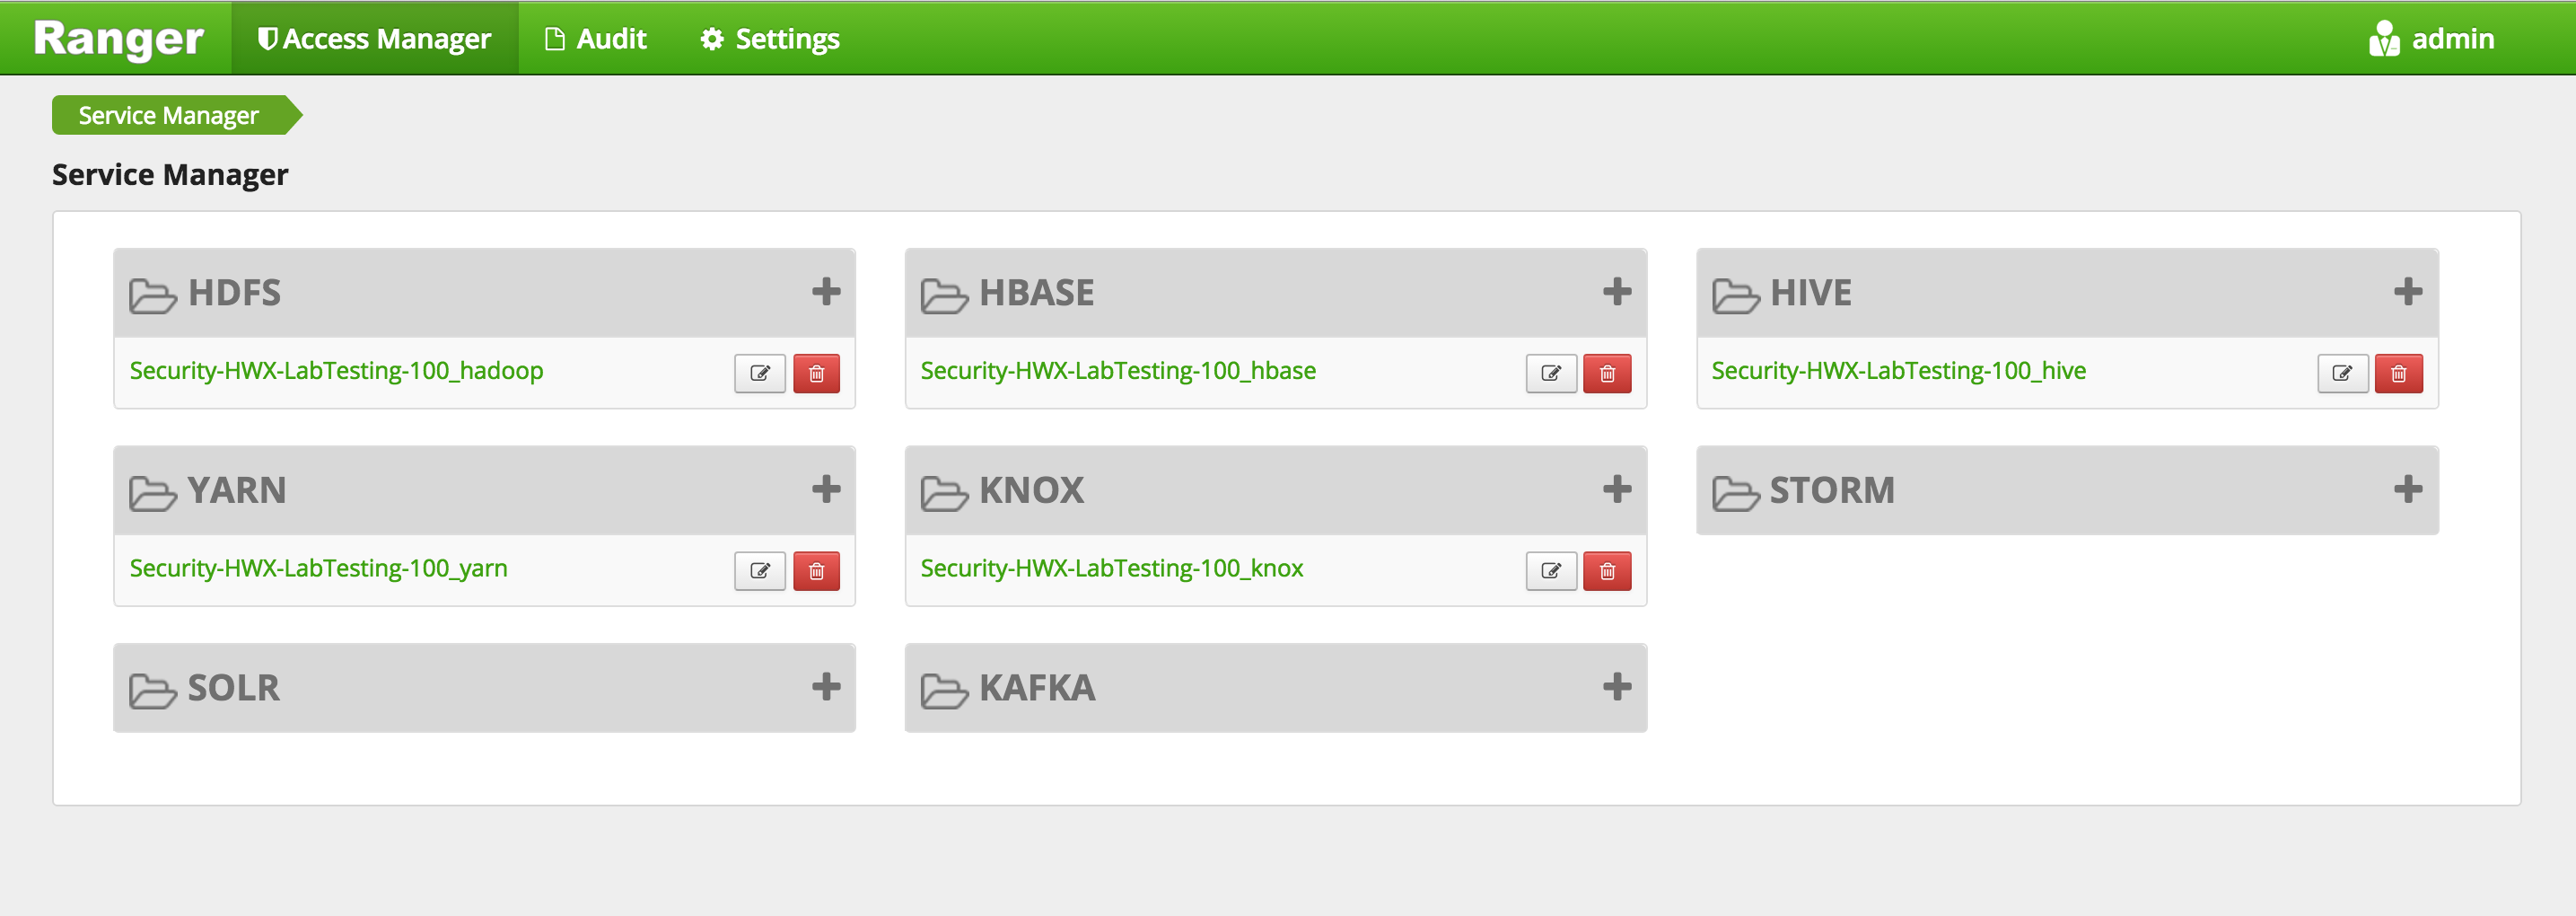 Ranger Access Manager Audit Settings admin
Service Manager
Service Manager
HDFS HBASE HIVE
Security-HWX-LabTesting-100_hadoop Security-HWX-LabTesting-100_hbase Security-HWX-LabTesting-100_hive
YARN KNOX STORM
Security-HWX-LabTesting-100_yarn Security-HWX-LabTesting-100_knox
SOLR KAFKA